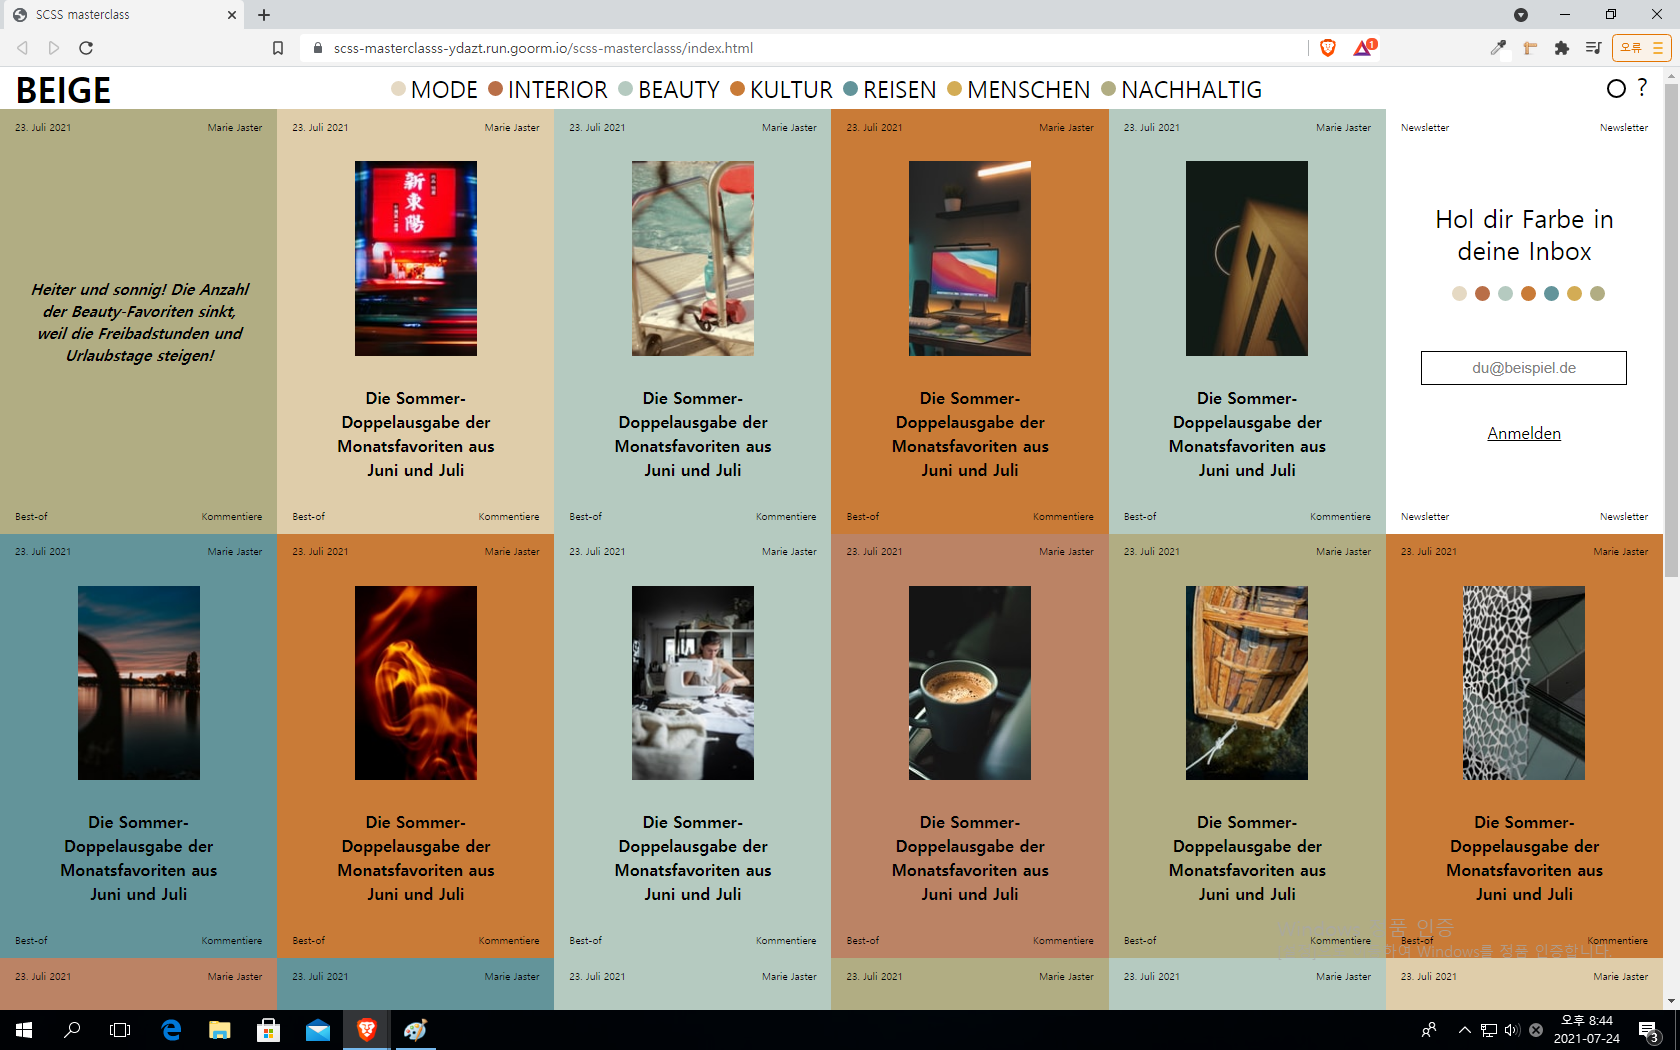 SCSS masterclass
scss-masterclasss-ydazt.run.goorm.io/scss-masterclasss/index.html
1
오류
BEIGE
MODE INTERIOR BEAUTY KULTUR REISEN MENSCHEN NACHHALTIG
?
23. Juli 2021 Marie Jaster
Heiter und sonnig! Die Anzahl
der Beauty-Favoriten sinkt,
weil die Freibadstunden und
Urlaubstage steigen!
Best-of Kommentiere
23. Juli 2021 Marie Jaster
新東陽
Die Sommer-
Doppelausgabe der
Monatsfavoriten aus
Juni und Juli
Best-of Kommentiere
23. Juli 2021 Marie Jaster
Die Sommer-
Doppelausgabe der
Monatsfavoriten aus
Juni und Juli
Best-of Kommentiere
23. Juli 2021 Marie Jaster
Die Sommer-
Doppelausgabe der
Monatsfavoriten aus
Juni und Juli
Best-of Kommentiere
23. Juli 2021 Marie Jaster
Die Sommer-
Doppelausgabe der
Monatsfavoriten aus
Juni und Juli
Best-of Kommentiere
Newsletter Newsletter
Hol dir Farbe in
deine Inbox
du@beispiel.de
Anmelden
Newsletter Newsletter
23. Juli 2021 Marie Jaster
Die Sommer-
Doppelausgabe der
Monatsfavoriten aus
Juni und Juli
Best-of Kommentiere
23. Juli 2021 Marie Jaster
Die Sommer-
Doppelausgabe der
Monatsfavoriten aus
Juni und Juli
Best-of Kommentiere
23. Juli 2021 Marie Jaster
Die Sommer-
Doppelausgabe der
Monatsfavoriten aus
Juni und Juli
Best-of Kommentiere
23. Juli 2021 Marie Jaster
Die Sommer-
Doppelausgabe der
Monatsfavoriten aus
Juni und Juli
Best-of Kommentiere
23. Juli 2021 Marie Jaster
Die Sommer-
Doppelausgabe der
Monatsfavoriten aus
Juni und Juli
Best-of Kommentiere
23. Juli 2021 Marie Jaster
Die Sommer-
Doppelausgabe der
Monatsfavoriten aus
Juni und Juli
Best-of Kommentiere
Windows 정품 인증
Windows를 정품 인증합니다.
23. Juli 2021 Marie Jaster
23. Juli 2021 Marie Jaster
23. Juli 2021 Marie Jaster
23. Juli 2021 Marie Jaster
23. Juli 2021 Marie Jaster
23. Juli 2021 Marie Jaster
오후 8:44
2021-07-24
3